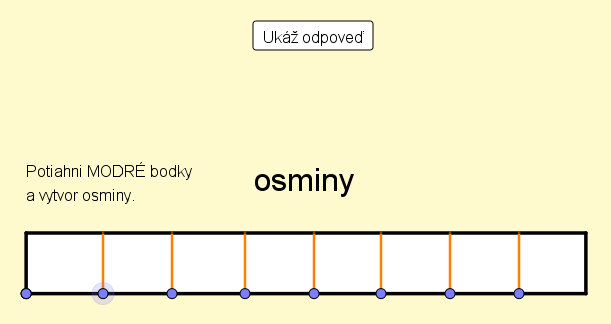 Ukáž odpoveď
Potiahni MODRÉ bodky
a vytvor osminy.
osminy